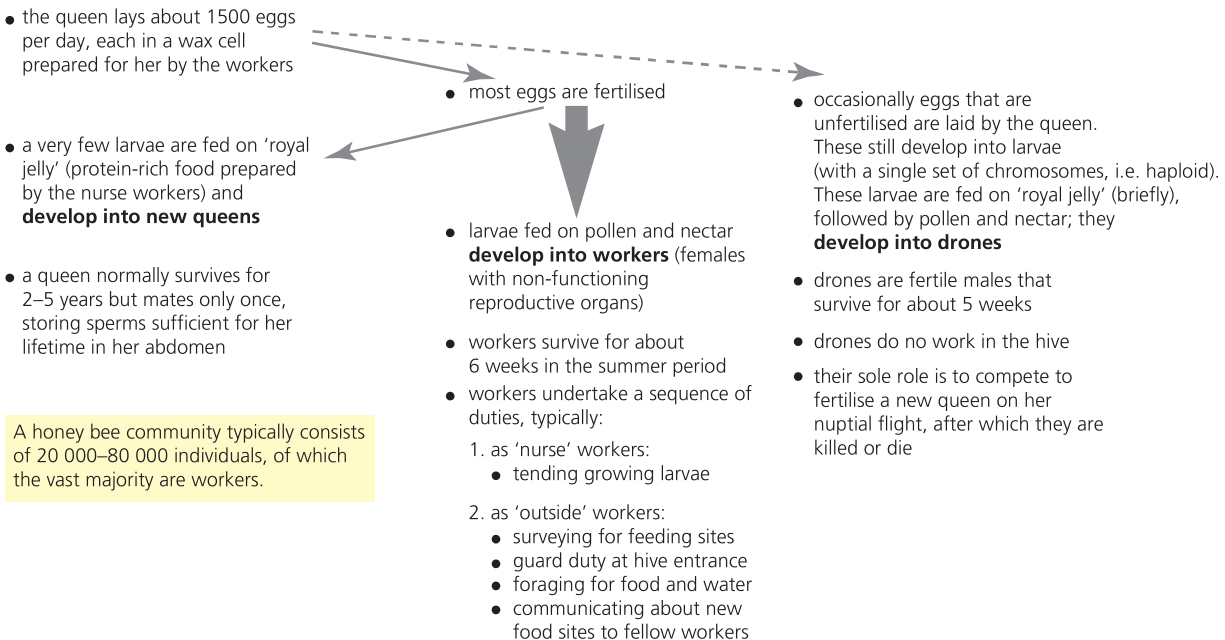 • the queen lays about 1500 eggs
per day, each in a wax cell
prepared for her by the workers
• most eggs are fertilised
• a very few larvae are fed on ‘royal
jelly’ (protein-rich food prepared
by the nurse workers) and
develop into new queens
• a queen normally survives for
2–5 years but mates only once,
storing sperms sufficient for her
lifetime in her abdomen
A honey bee community typically consists
of 20 000–80 000 individuals, of which
the vast majority are workers.
• larvae fed on pollen and nectar
develop into workers (females
with non-functioning
reproductive organs)
• workers survive for about
6 weeks in the summer period
• workers undertake a sequence of
duties, typically:
1. as ‘nurse’ workers:
• tending growing larvae
2. as ‘outside’ workers:
• surveying for feeding sites
• guard duty at hive entrance
• foraging for food and water
• communicating about new
food sites to fellow workers
• occasionally eggs that are
unfertilised are laid by the queen.
These still develop into larvae
(with a single set of chromosomes, i.e. haploid).
These larvae are fed on ‘royal jelly’ (briefly),
followed by pollen and nectar; they
develop into drones
• drones are fertile males that
survive for about 5 weeks
• drones do no work in the hive
• their sole role is to compete to
fertilise a new queen on her
nuptial flight, after which they are
killed or die